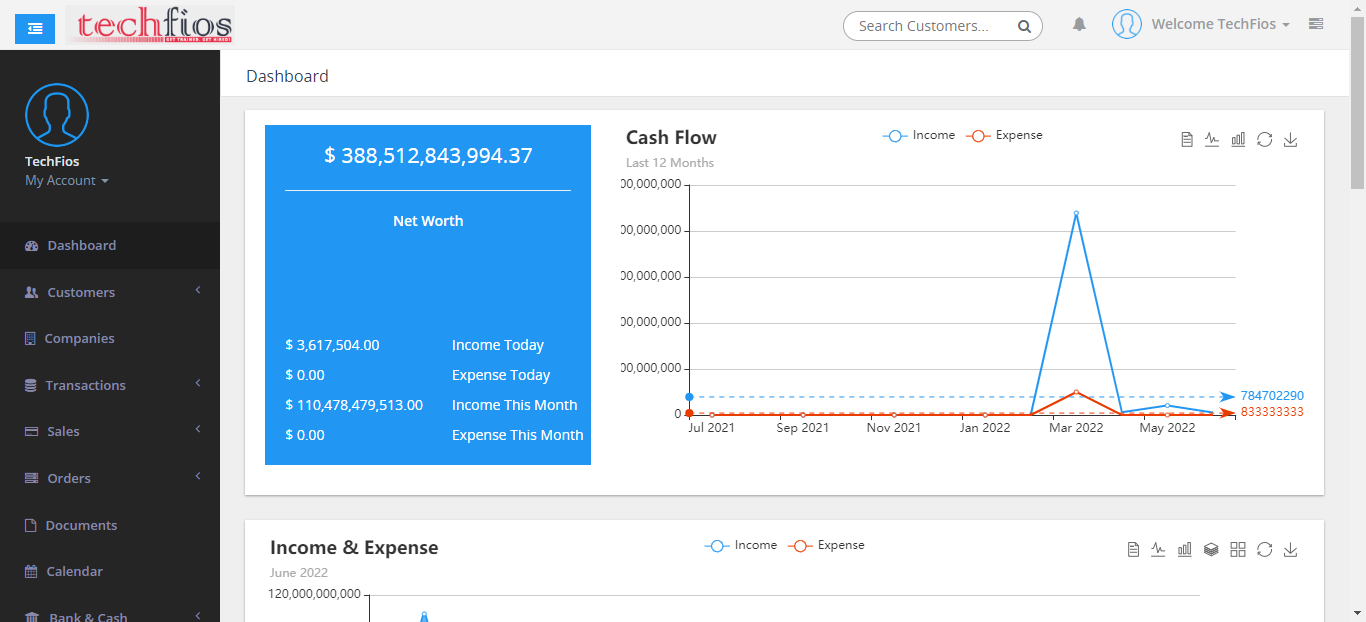 techfios
GET TRAINED. GET HIRED!
Search Customers...
Welcome TechFios
TechFios
My Account
Dashboard
Customers
Companies
Transactions
Sales
Orders
Documents
Calendar
Bank & Cash
Dashboard
$ 388,512,843,994.37
Net Worth
$ 3,617,504.00 Income Today
$ 0.00 Expense Today
$ 110,478,479,513.00 Income This Month
$ 0.00 Expense This Month
Cash Flow
Last 12 Months
Income Expense
00,000,000
00,000,000
00,000,000
00,000,000
00,000,000
0
784702290
833333333
Jul 2021 Sep 2021 Nov 2021 Jan 2022 Mar 2022 May 2022
Income & Expense
June 2022
Income Expense
120,000,000,000